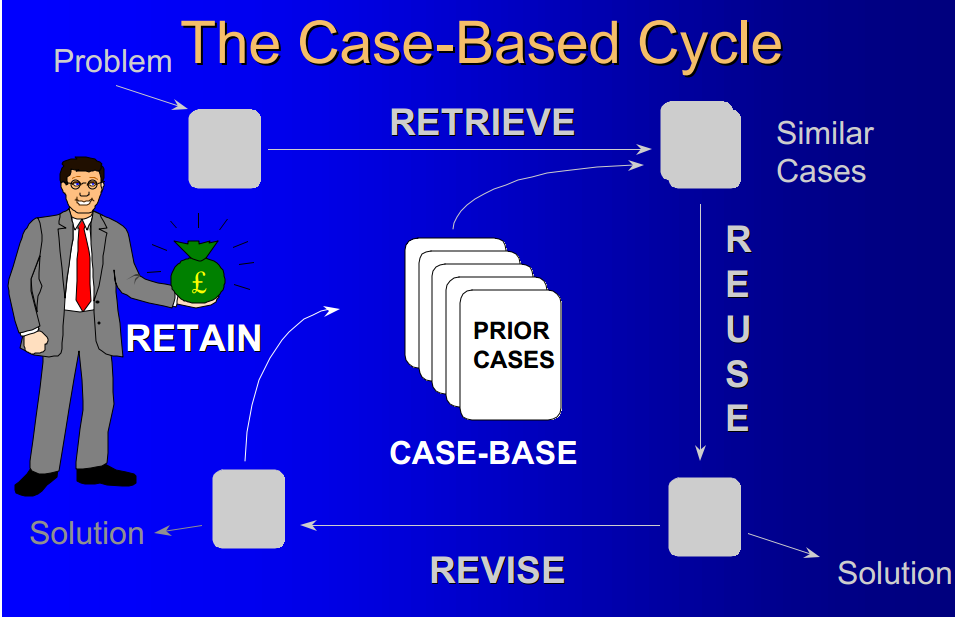 The Case-Based Cycle
Problem
RETRIEVE
Similar
Cases
R
E
U
S
E
£
RETAIN
PRIOR
CASES
CASE-BASE
Solution
REVISE
Solution